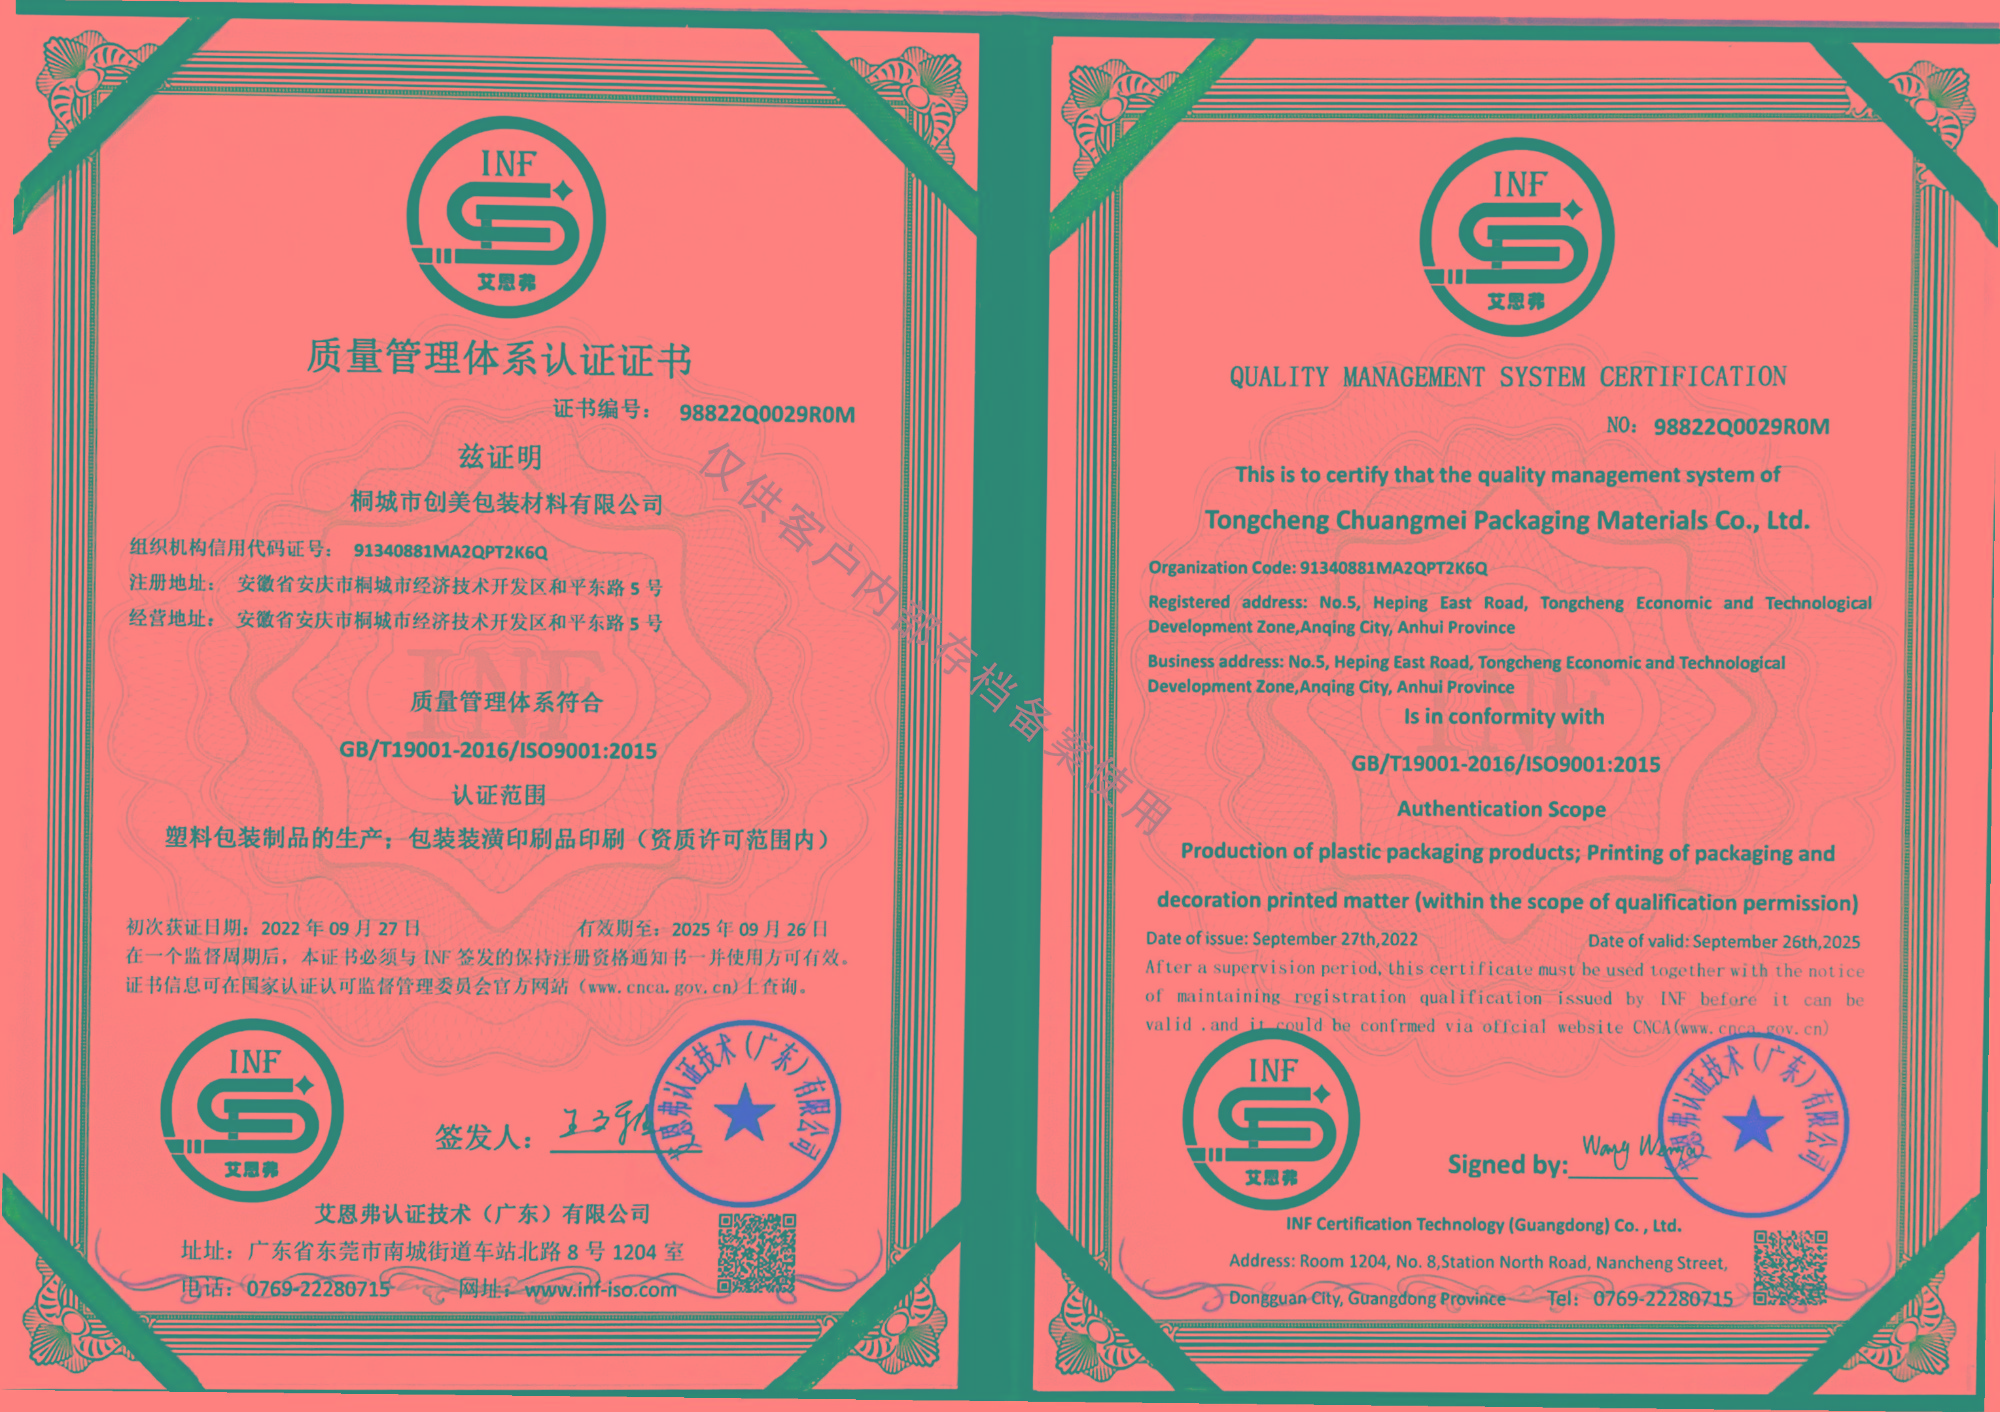 INF
艾恩弗
质量管理体系认证证书
证书编号： 98822Q0029R0M
兹证明
桐城市创美包装材料有限公司
组织机构信用代码证号： 91340881MA2QPT2K6Q
注册地址： 安徽省安庆市桐城市经济技术开发区和平东路 5 号
经营地址： 安徽省安庆市桐城市经济技术开发区和平东路 5 号
INF
质量管理体系符合
GB/T19001-2016/ISO9001:2015
认证范围
塑料包装制品的生产；包装装潢印刷品印刷（资质许可范围内）
初次获证日期：2022 年 09 月 27 日 有效期至：2025 年 09 月 26 日
在一个监督周期后，本证书必须与 INF 签发的保持注册资格通知书一并使用方可有效。
证书信息可在国家认证认可监督管理委员会官方网站（www.cnca.gov.cn)上查询。
INF
艾恩弗
签发人：
艾恩弗认证技术（广东）有限公司
艾恩弗认证技术（广东）有限公司
址址：广东省东莞市南城街道车站北路 8 号 1204 室
电话：0769-22280715 网址：www.inf-iso.com
仅供客户内部存档备案使用
INF
艾恩弗
QUALITY MANAGEMENT SYSTEM CERTIFICATION
NO: 98822Q0029R0M
This is to certify that the quality management system of
Tongcheng Chuangmei Packaging Materials Co., Ltd.
Organization Code: 91340881MA2QPT2K6Q
Registered address: No.5, Heping East Road, Tongcheng Economic and Technological
Development Zone,Anqing City, Anhui Province
Business address: No.5, Heping East Road, Tongcheng Economic and Technological
Development Zone,Anqing City, Anhui Province
INF
Is in conformity with
GB/T19001-2016/ISO9001:2015
Authentication Scope
Production of plastic packaging products; Printing of packaging and
decoration printed matter (within the scope of qualification permission)
Date of issue: September 27th,2022 Date of valid: September 26th,2025
After a supervision period, this certificate must be used together with the notice
of maintaining registration qualification issued by INF before it can be
valid .and it could be confrmed via offcial website CNCA(www.cnca.gov.cn)
INF
艾恩弗
Signed by: Wang
艾恩弗认证技术（广东）有限公司
INF Certification Technology (Guangdong) Co. , Ltd.
Address: Room 1204, No. 8,Station North Road, Nancheng Street,
Dongguan City, Guangdong Province Tel: 0769-22280715